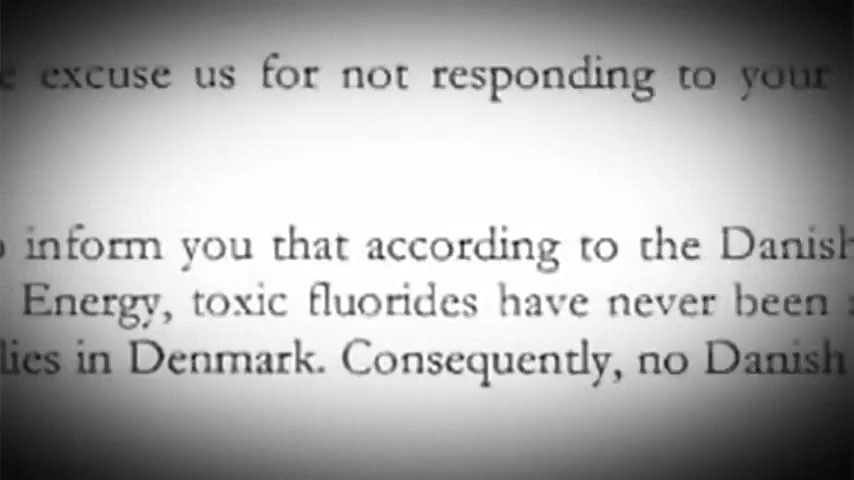 excuse us for not responding to your
inform you that according to the Danish
Energy, toxic fluorides have never been
lies in Denmark. Consequently, no Danish